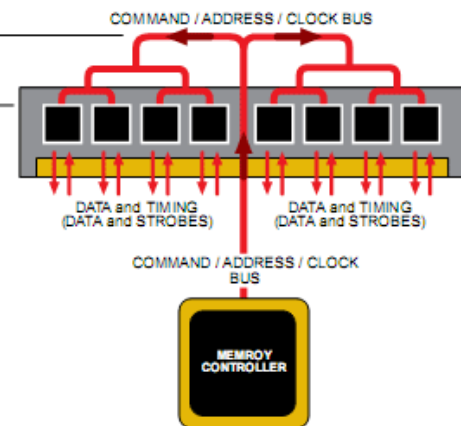 COMMAND / ADDRESS / CLOCK BUS
DATA and TIMING
(DATA and STROBES)
DATA and TIMING
(DATA and STROBES)
COMMAND / ADDRESS / CLOCK
BUS
MEMROY
CONTROLLER